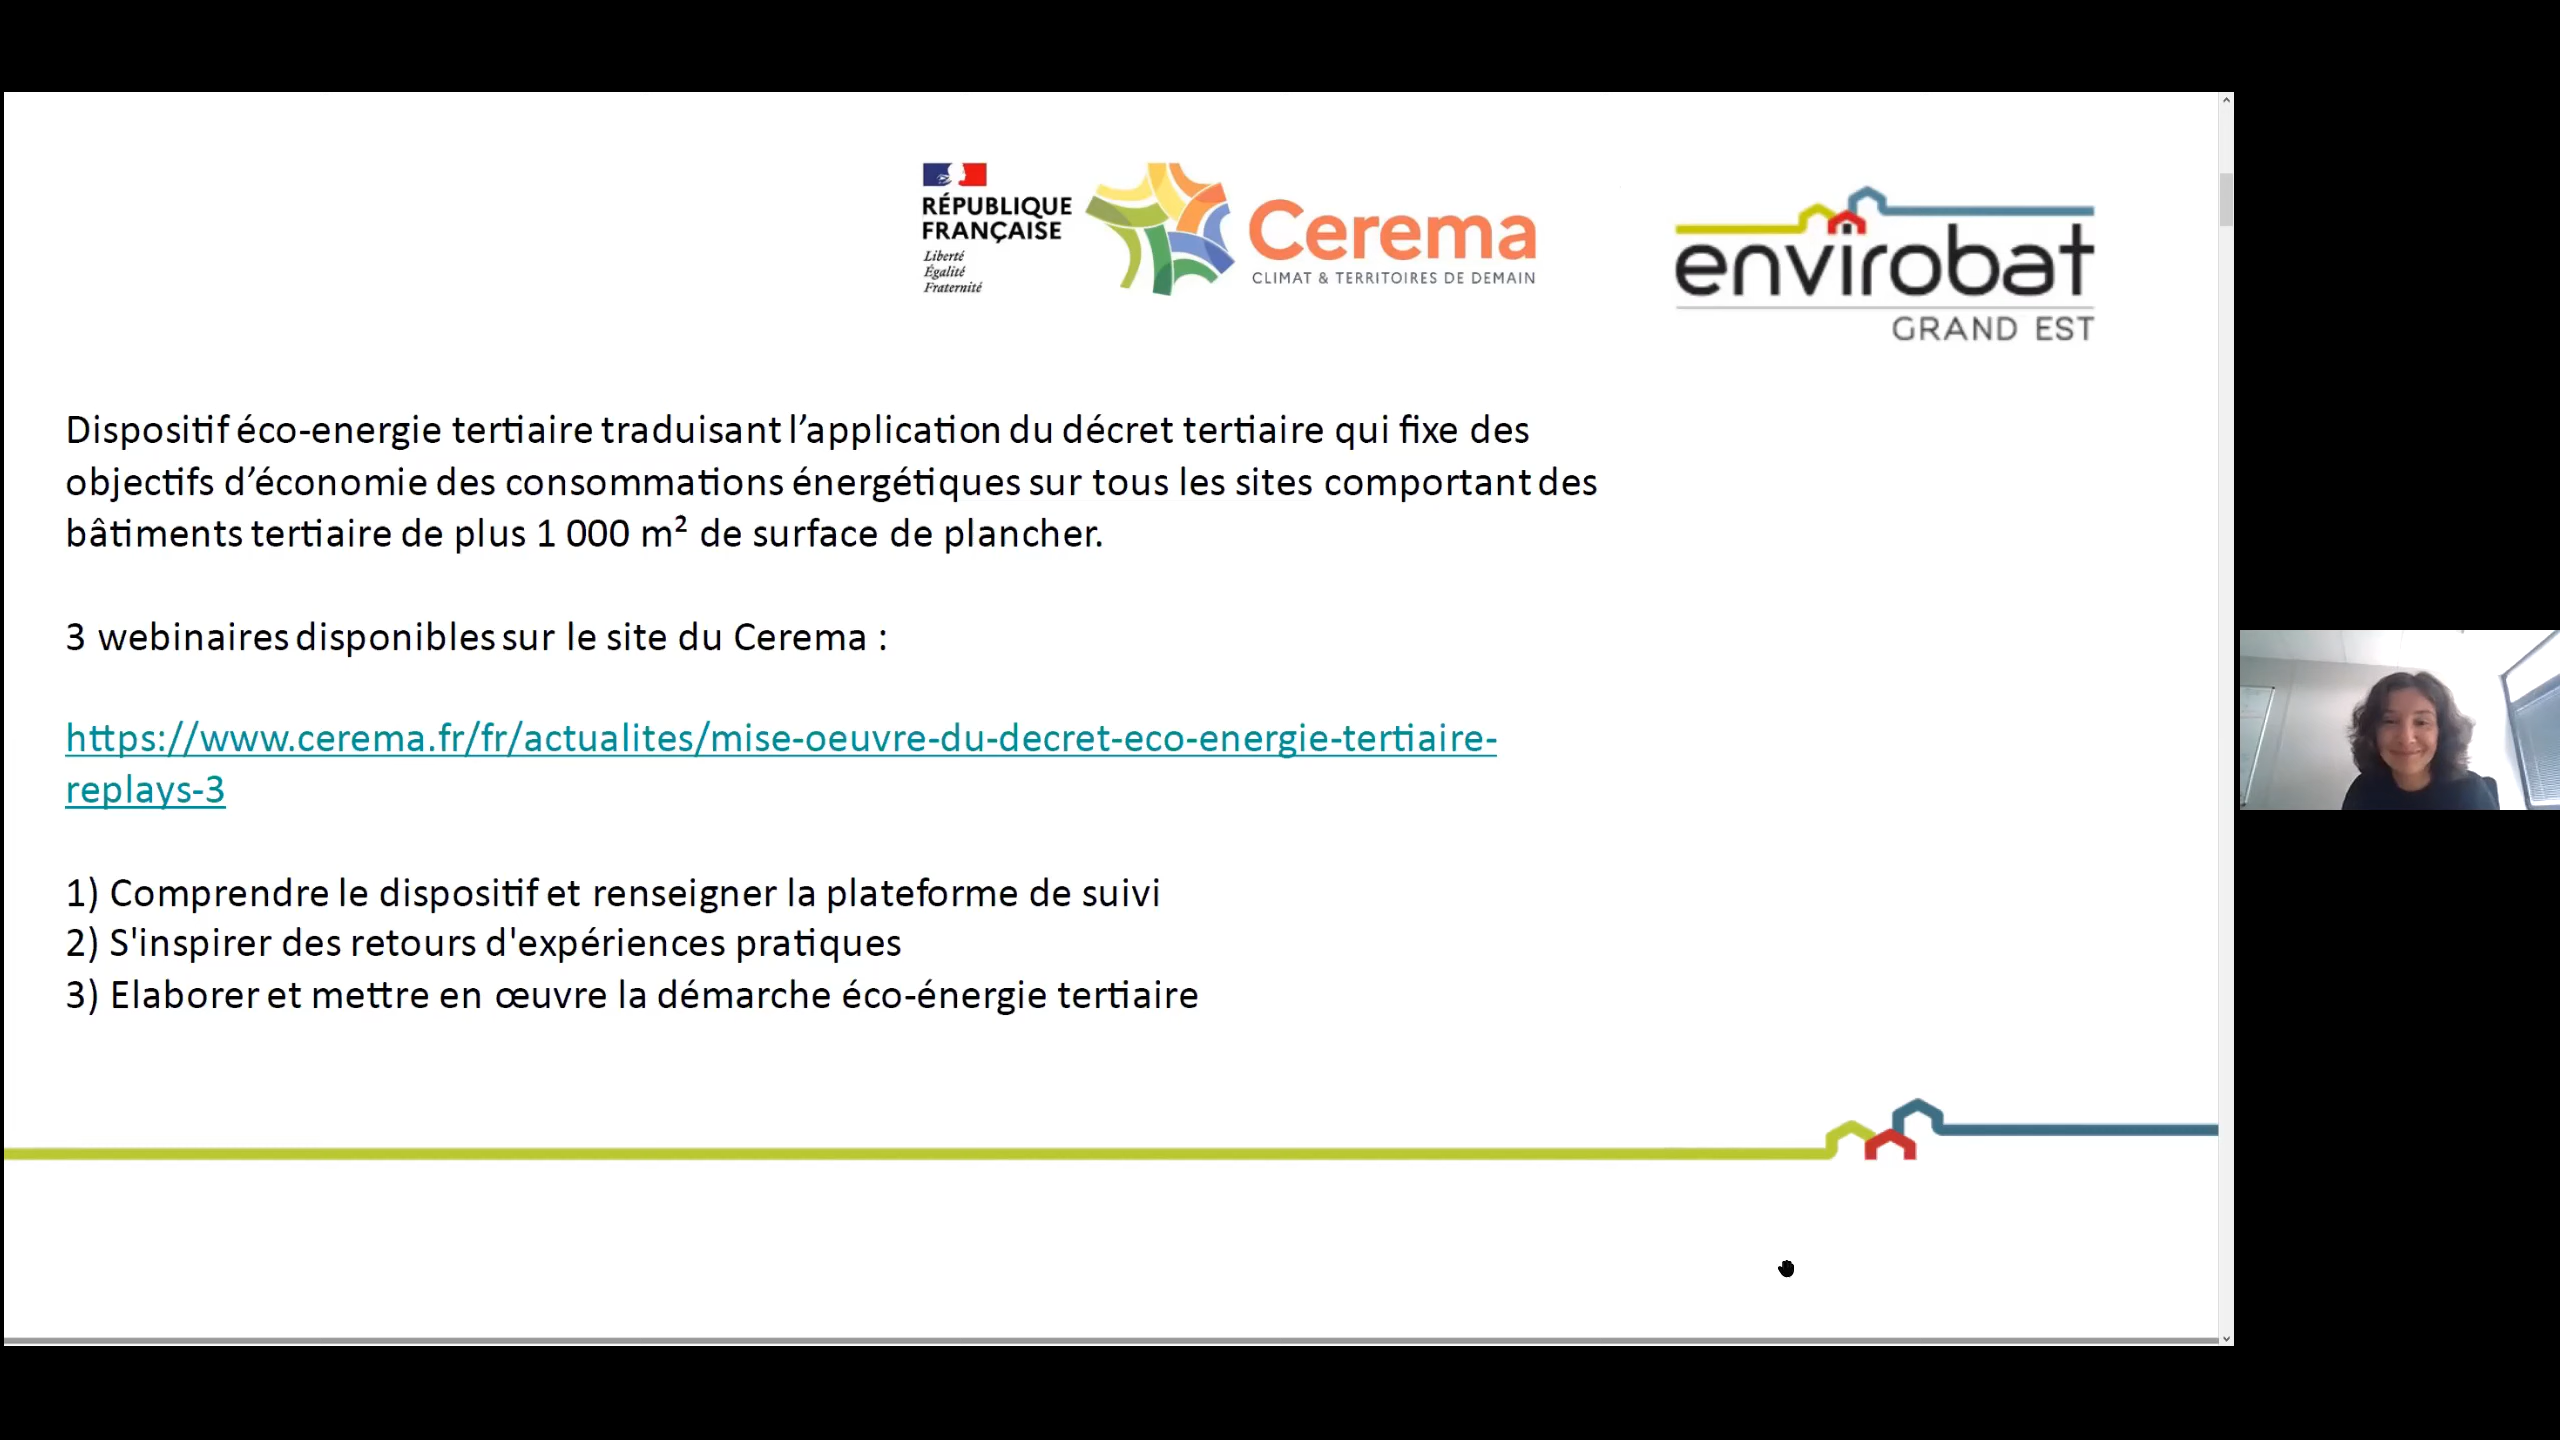 RÉPUBLIQUE
FRANÇAISE
Liberté
Égalité
Fraternité
Cerema
CLIMAT & TERRITOIRES DE DEMAIN
envirobat
GRAND EST
Dispositif éco-energie tertiaire traduisant l’application du décret tertiaire qui fixe des
objectifs d’économie des consommations énergétiques sur tous les sites comportant des
bâtiments tertiaire de plus 1 000 m² de surface de plancher.
3 webinaires disponibles sur le site du Cerema :
https://www.cerema.fr/fr/actualites/mise-oeuvre-du-decret-eco-energie-tertiaire-
replays-3
1) Comprendre le dispositif et renseigner la plateforme de suivi
2) S'inspirer des retours d'expériences pratiques
3) Elaborer et mettre en œuvre la démarche éco-énergie tertiaire